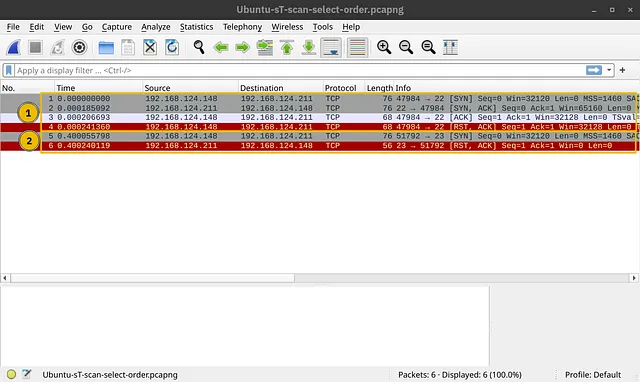 Ubuntu-sT-scan-select-order.pcapng
File Edit View Go Capture Analyze Statistics Telephony Wireless Tools Help
Apply a display filter ... <Ctrl-/>
No. Time Source Destination Protocol Length Info
1 0.000000000 192.168.124.148 192.168.124.211 TCP 76 47984 → 22 [SYN] Seq=0 Win=32120 Len=0 MSS=1460 SAC
1
2 0.000185092 192.168.124.211 192.168.124.148 TCP 76 22 → 47984 [SYN, ACK] Seq=0 Ack=1 Win=65160 Len=0
3 0.000206693 192.168.124.148 192.168.124.211 TCP 68 47984 → 22 [ACK] Seq=1 Ack=1 Win=32128 Len=0 TSval=
4 0.000241360 192.168.124.148 192.168.124.211 TCP 68 47984 → 22 [RST, ACK] Seq=1 Ack=1 Win=32128 Len=0
5 0.400055798 192.168.124.148 192.168.124.211 TCP 76 51792 → 23 [SYN] Seq=0 Win=32120 Len=0 MSS=1460 SAC
2
6 0.400240119 192.168.124.211 192.168.124.148 TCP 56 23 → 51792 [RST, ACK] Seq=1 Ack=1 Win=0 Len=0
Ubuntu-sT-scan-select-order.pcapng Packets: 6 · Displayed: 6 (100.0%) Profile: Default